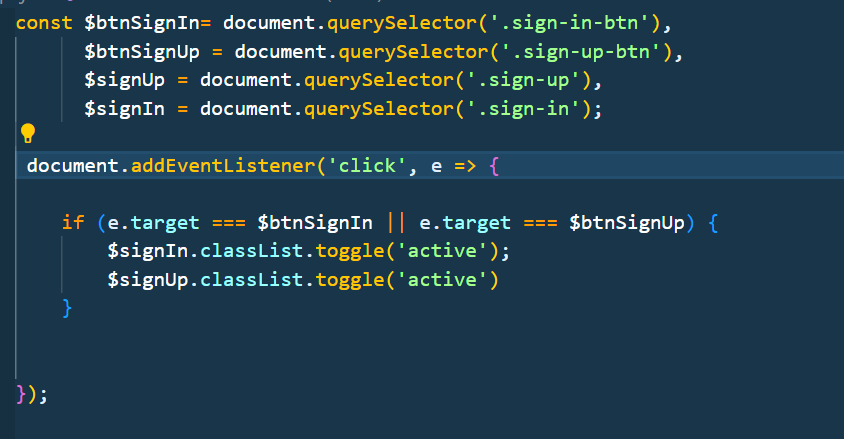 const $btnSignIn= document.querySelector('.sign-in-btn'),
$btnSignUp = document.querySelector('.sign-up-btn'),
$signUp = document.querySelector('.sign-up'),
$signIn = document.querySelector('.sign-in');
document.addEventListener('click', e => {
if (e.target === $btnSignIn || e.target === $btnSignUp) {
$signIn.classList.toggle('active');
$signUp.classList.toggle('active')
}
});